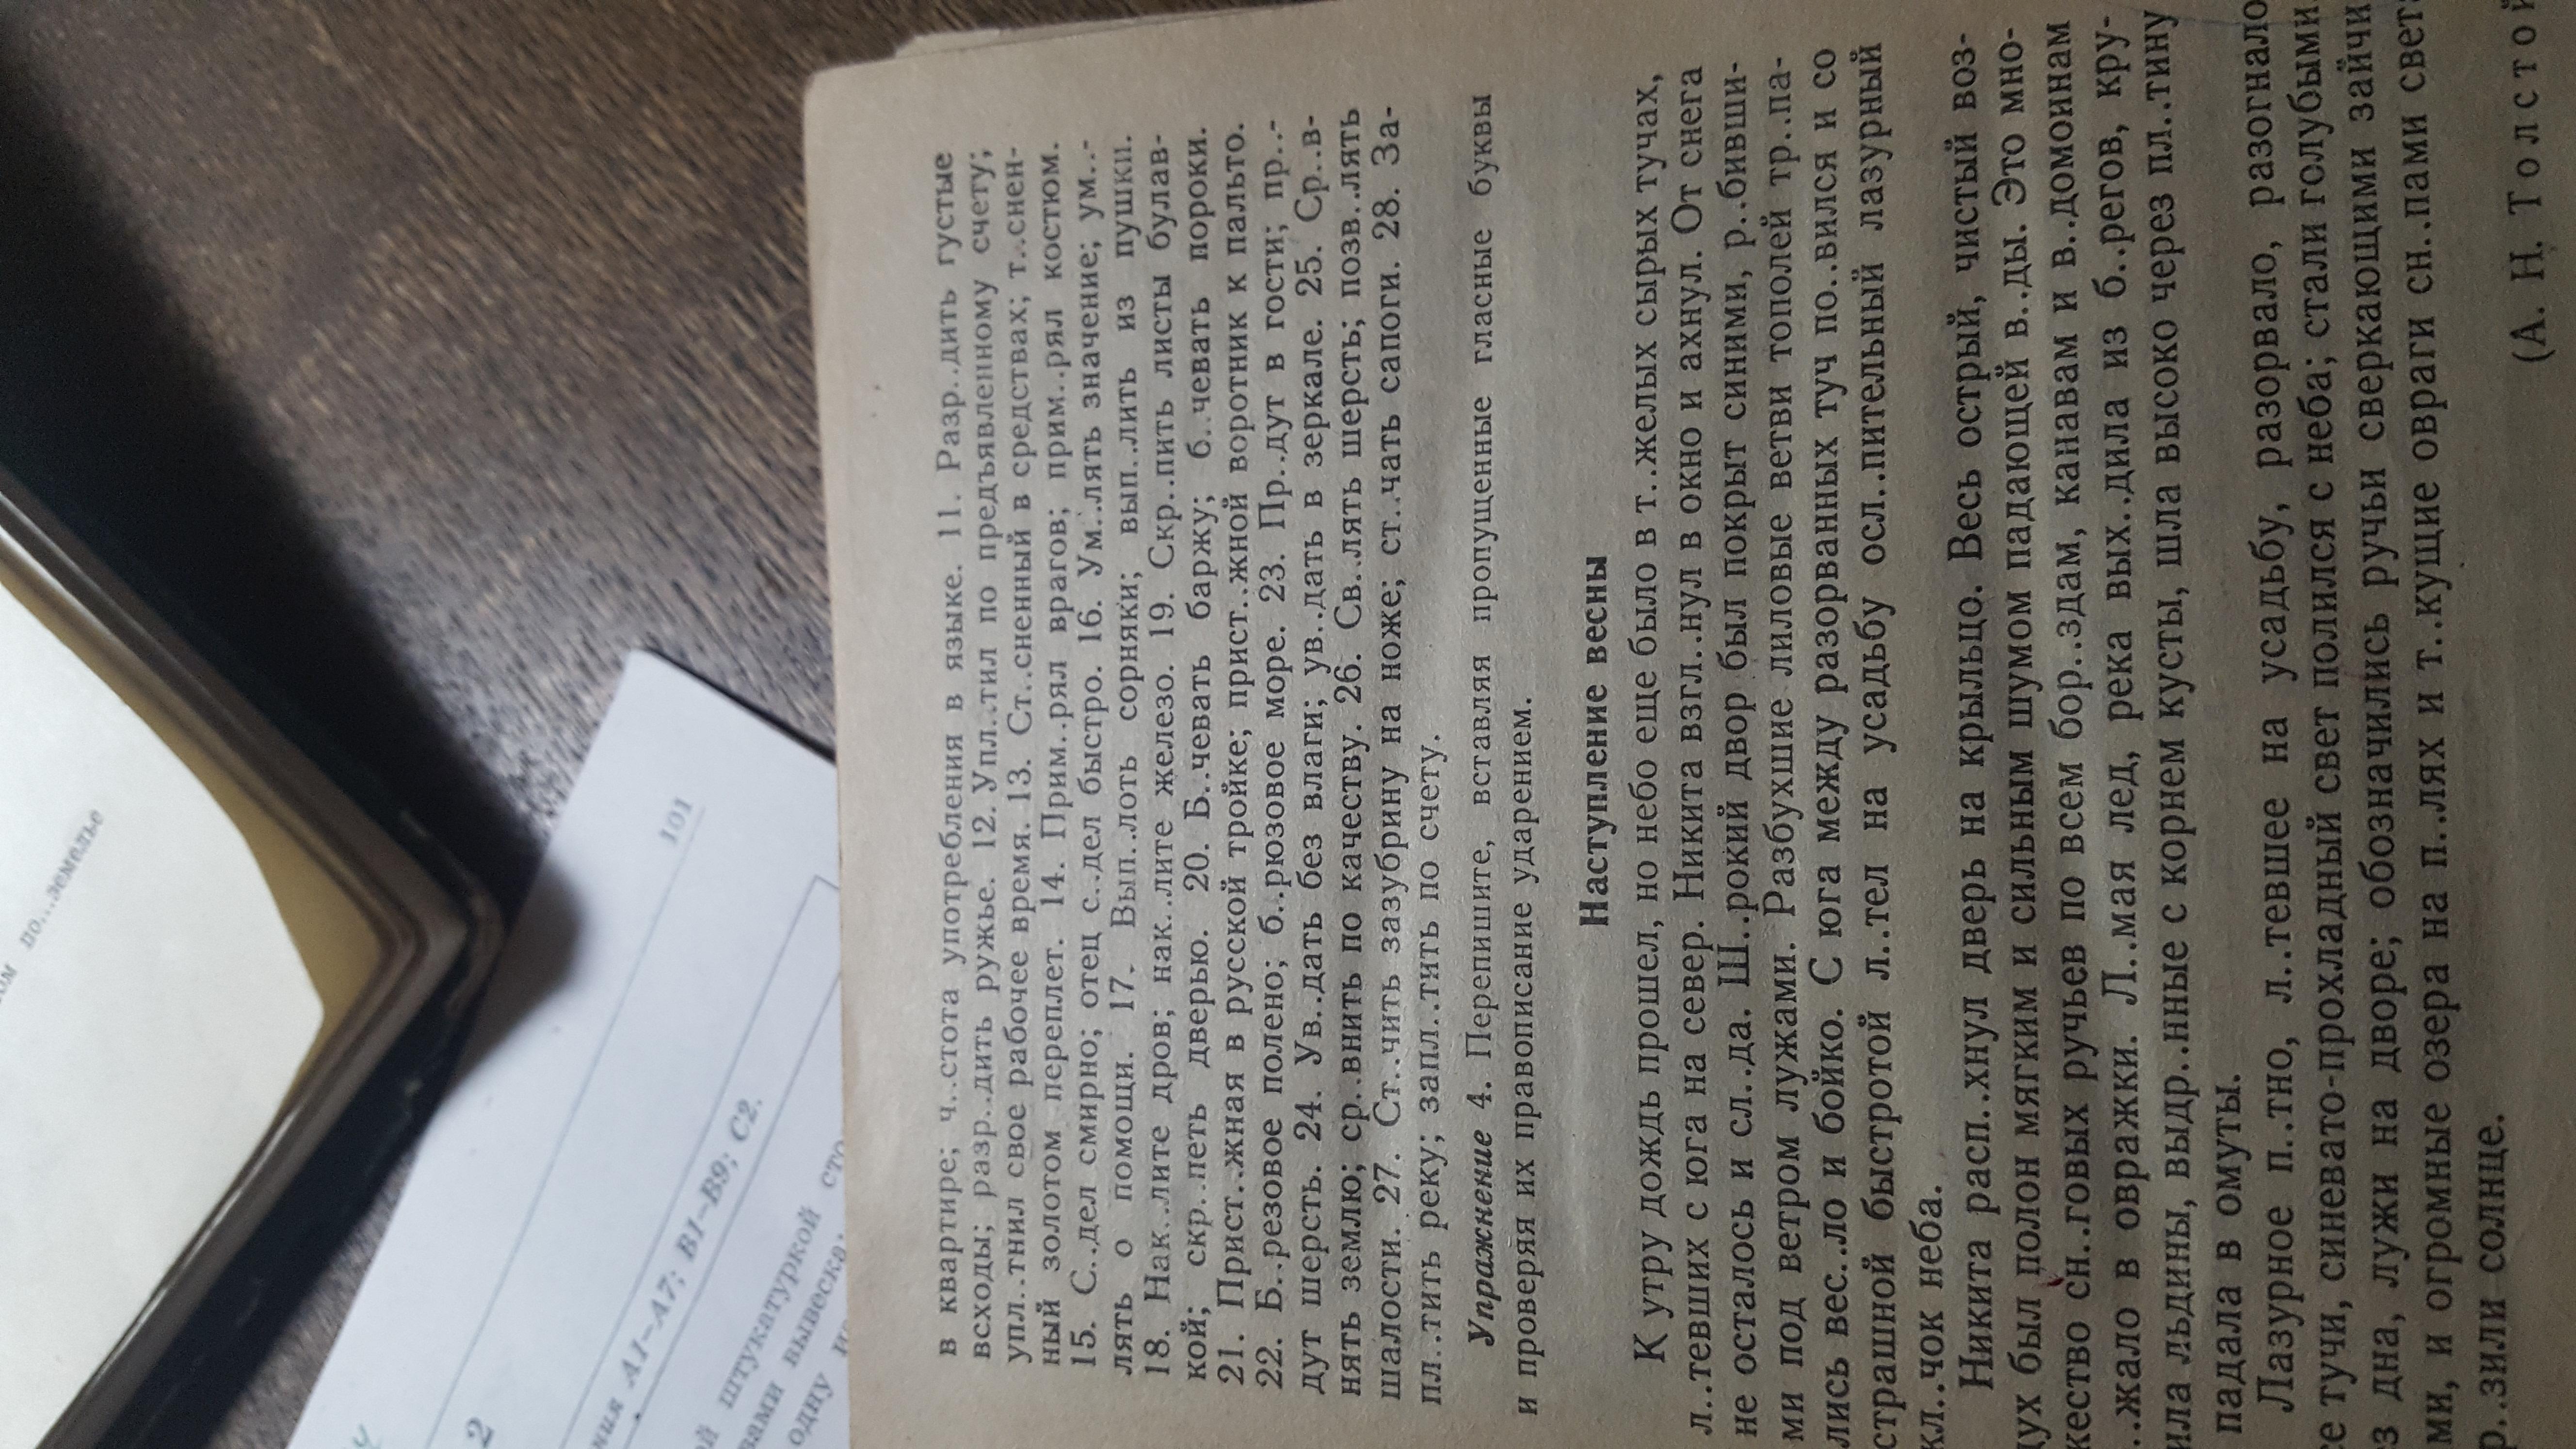 в квартире; ч..стота употребления в языке. 11. Разр..дить густые
всходы; разр..дить ружье. 12. Упл..тил по предъявленному счету;
упл..тнил свое рабочее время. 13. Ст..сненный в средствах; т..снен-
ный золотом переплет. 14. Прим..рял врагов; прим..рял костюм.
15. С..дел смирно; отец с..дел быстро. 16. Ум..лять значение; ум..-
лять о помощи. 17. Вып..лоть сорняки; вып..лить из пушки.
18. Нак..лите дров; нак..лите железо. 19. Скр..пить листы булав-
кой; скр..петь дверью. 20. Б..чевать баржу; б..чевать пороки.
21. Прист..жная в русской тройке; прист..жной воротник к пальто.
22. Б..резовое полено; б..рюзовое море. 23. Пр..дут в гости; пр..-
дут шерсть. 24. Ув..дать без влаги; ув..дать в зеркале. 25. Ср..в-
нять землю; ср..внить по качеству. 26. Св..лять шерсть; позв..лять
шалости. 27. Ст..чить зазубрину на ноже; ст..чать сапоги. 28. За-
пл..тить реку; запл..тить по счету.
Упражнение 4. Перепишите, вставляя пропущенные гласные буквы
и проверяя их правописание ударением.
Наступление весны
К утру дождь прошел, но небо еще было в т..желых сырых тучах,
л..тевших с юга на север. Никита взгл..нул в окно и ахнул. От снега
не осталось и сл..да. Ш..рокий двор был покрыт синими, р..бивши-
ми под ветром лужами. Разбухшие лиловые ветви тополей тр..па-
лись вес..ло и бойко. С юга между разорванных туч по..вился и со
страшной быстротой л..тел на усадьбу осл..пительный лазурный
кл..чок неба.
Никита расп..хнул дверь на крыльцо. Весь острый, чистый воз-
дух был полон мягким и сильным шумом падающей в..ды. Это мно-
жество сн..говых ручьев по всем бор..здам, канавам и в..домоинам
..жало в овражки. Л..мая лед, река вых..дила из б..регов, кру-
ила льдины, выдр..нные с корнем кусты, шла высоко через пл..тину
падала в омуты.
Лазурное п..тно, л..тевшее на усадьбу, разорвало, разогнало
е тучи, синевато-прохладный свет полился с неба; стали голубыми.
з дна, лужи на дворе; обозначились ручьи сверкающими зайчи
ми, и огромные озера на п..лях и т..кущие овраги сн..пами света
р..зили солнце.
(А. Н. Толстой
по...земелье
101
ния А1–А7; В1–В9; С2.
2
штукатуркой
вывеска
одну